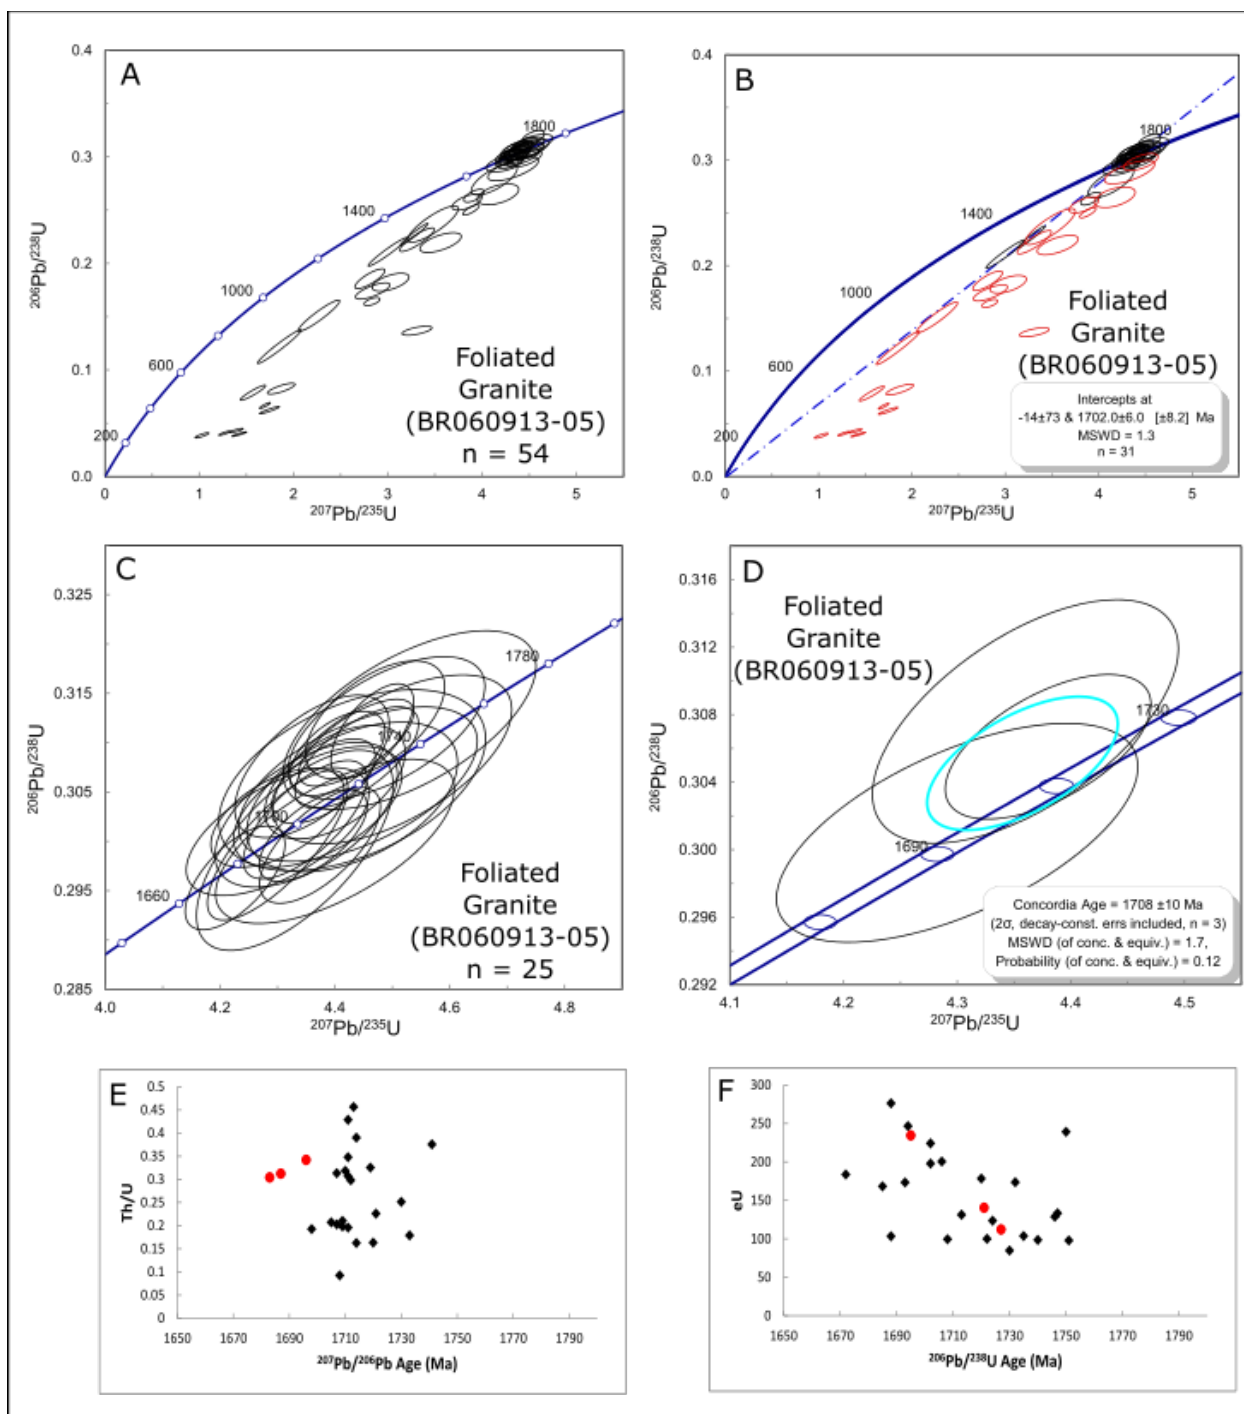 A
0.4
0.3
0.2
0.1
0.0
0
1
2
3
4
5
200
600
1000
1400
1800
²⁰⁶Pb/²³⁸U
²⁰⁷Pb/²³⁵U
Foliated
Granite
(BR060913-05)
n = 54
B
0.4
0.3
0.2
0.1
0.0
0
1
2
3
4
5
200
600
1000
1400
1800
²⁰⁶Pb/²³⁸U
²⁰⁷Pb/²³⁵U
Foliated
Granite
(BR060913-05)
Intercepts at
-14±73 & 1702.0±6.0 [±8.2] Ma
MSWD = 1.3
n = 31
C
0.325
0.315
0.305
0.295
0.285
4.0
4.2
4.4
4.6
4.8
1660
1700
1740
1780
²⁰⁶Pb/²³⁸U
²⁰⁷Pb/²³⁵U
Foliated
Granite
(BR060913-05)
n = 25
D
0.316
0.312
0.308
0.304
0.300
0.296
0.292
4.1
4.2
4.3
4.4
4.5
1690
1730
²⁰⁶Pb/²³⁸U
²⁰⁷Pb/²³⁵U
Foliated
Granite
(BR060913-05)
Concordia Age = 1708 ±10 Ma
(2σ, decay-const. errs included, n = 3)
MSWD (of conc. & equiv.) = 1.7,
Probability (of conc. & equiv.) = 0.12
E
0.5
0.45
0.4
0.35
0.3
0.25
0.2
0.15
0.1
0.05
0
1650
1670
1690
1710
1730
1750
1770
1790
Th/U
²⁰⁷Pb/²⁰⁶Pb Age (Ma)
F
300
250
200
150
100
50
0
1650
1670
1690
1710
1730
1750
1770
1790
eU
²⁰⁶Pb/²³⁸U Age (Ma)